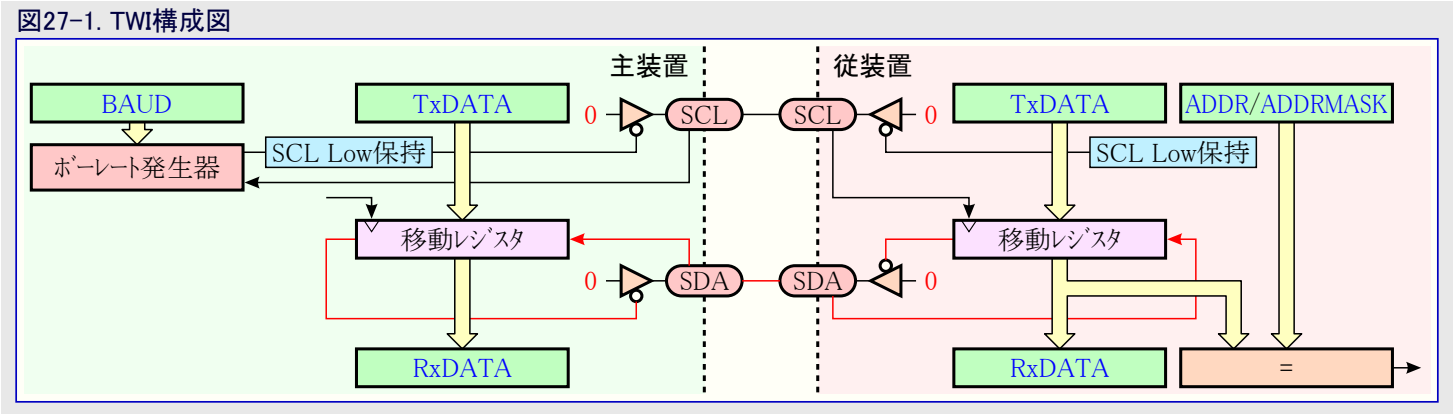 図27-1. TWI構成図
主装置
従装置
BAUD
TxDATA
0
SCL
SCL
0
TxDATA
ADDR/ADDRMASK
ボーレート発生器
SCL Low保持
SCL Low保持
移動レジスタ
移動レジスタ
0
SDA
SDA
0
RxDATA
RxDATA
=